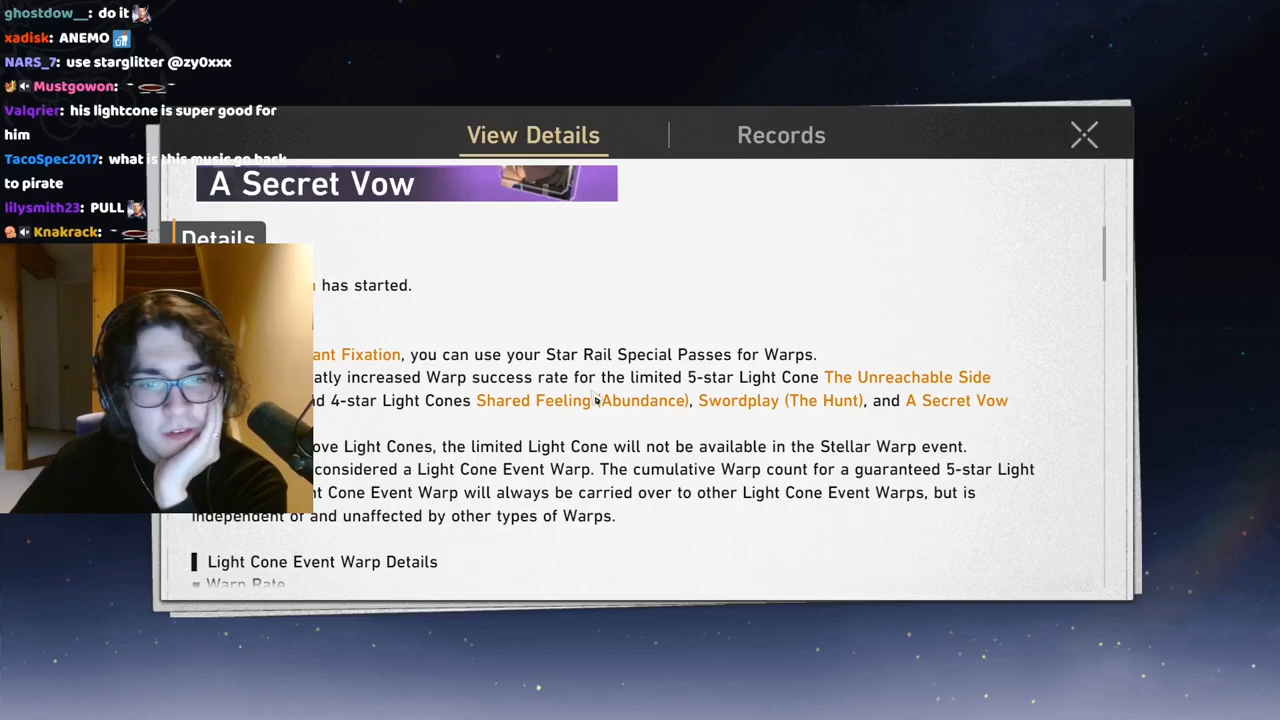 ghostdow__: do it
xadisk: ANEMO
NARS_7: use starglitter @zy0xxx
Mustgowon:
Valqrier: his lightcone is super good for
him
TacoSpec2017: what is this music go back
to pirate
lilysmith23: PULL
Knakrack:
View Details
Records
A Secret Vow
Details
has started.
ant Fixation, you can use your Star Rail Special Passes for Warps.
atly increased Warp success rate for the limited 5-star Light Cone The Unreachable Side
d 4-star Light Cones Shared Feeling (Abundance), Swordplay (The Hunt), and A Secret Vow
ove Light Cones, the limited Light Cone will not be available in the Stellar Warp event.
considered a Light Cone Event Warp. The cumulative Warp count for a guaranteed 5-star Light
t Cone Event Warp will always be carried over to other Light Cone Event Warps, but is
independent of and unaffected by other types of Warps.
Light Cone Event Warp Details
Warp Rate